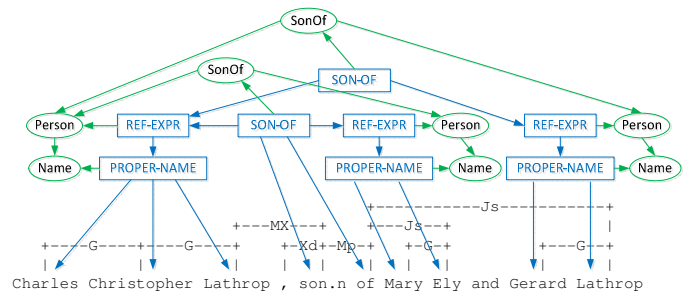 SonOf
SonOf
SON-OF
Person REF-EXPR SON-OF REF-EXPR Person REF-EXPR Person
Name PROPER-NAME PROPER-NAME Name PROPER-NAME Name
+---------------Js--------------+
+---MX----+ +---Js---+
+-----G-----+----G----+ +-Xd+-Mp-+ +-G-+ +---G---+
Charles Christopher Lathrop , son.n of Mary Ely and Gerard Lathrop